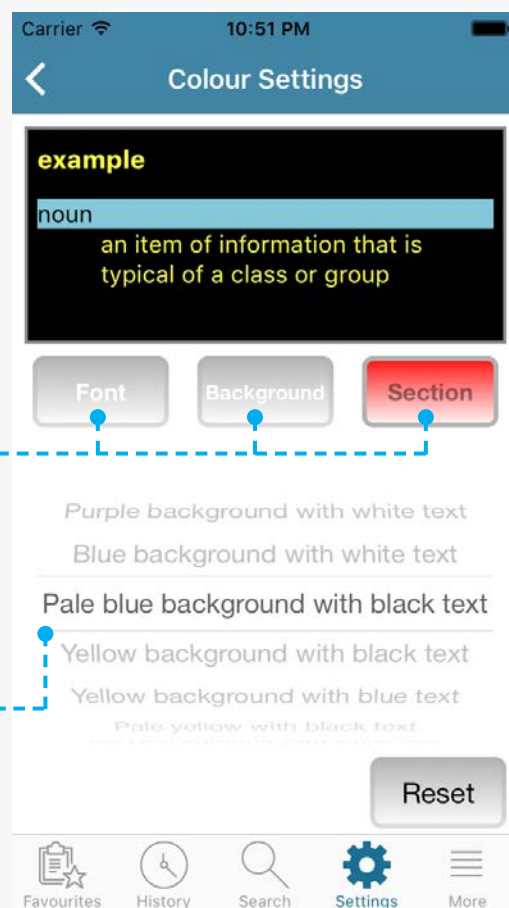 Carrier
10:51 PM
Colour Settings
example
noun
an item of information that is
typical of a class or group
Font
Background
Section
Purple background with white text
Blue background with white text
Pale blue background with black text
Yellow background with black text
Yellow background with blue text
Pale yellow with black text
Reset
Favourites
History
Search
Settings
More